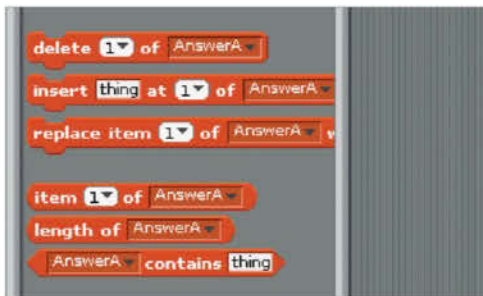 delete 1 of AnswerA
insert thing at 1 of AnswerA
replace item 1 of AnswerA w
item 1 of AnswerA
length of AnswerA
AnswerA contains thing